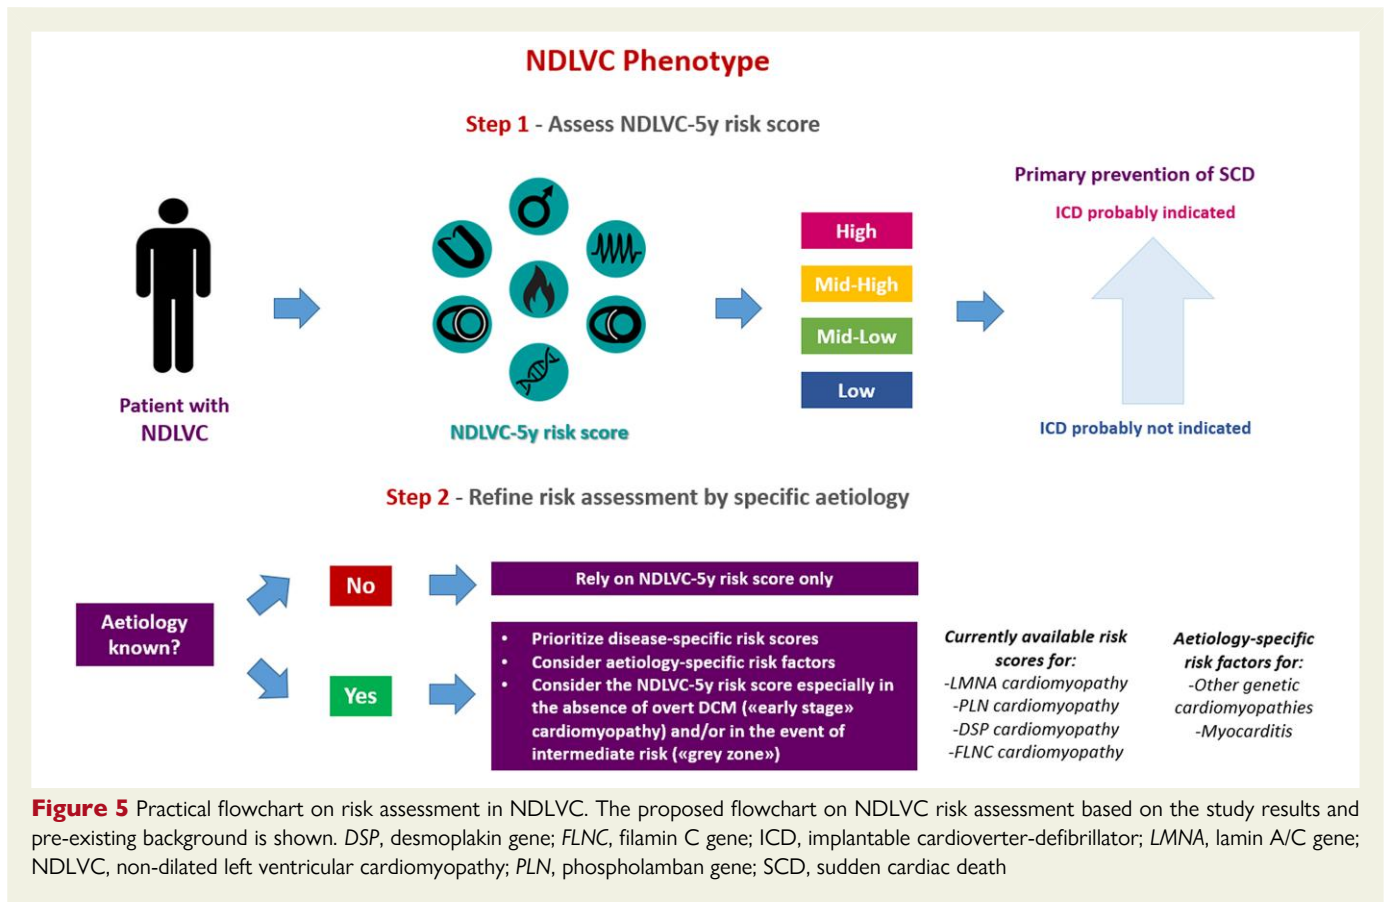 NDLVC Phenotype
Step 1 - Assess NDLVC-5y risk score
Patient with
NDLVC
NDLVC-5y risk score
High
Mid-High
Mid-Low
Low
Primary prevention of SCD
ICD probably indicated
ICD probably not indicated
Step 2 - Refine risk assessment by specific aetiology
Aetiology
known?
No
Rely on NDLVC-5y risk score only
Yes
• Prioritize disease-specific risk scores
• Consider aetiology-specific risk factors
• Consider the NDLVC-5y risk score especially in
the absence of overt DCM («early stage»
cardiomyopathy) and/or in the event of
intermediate risk («grey zone»)
Currently available risk
scores for:
-LMNA cardiomyopathy
-PLN cardiomyopathy
-DSP cardiomyopathy
-FLNC cardiomyopathy
Aetiology-specific
risk factors for:
-Other genetic
cardiomyopathies
-Myocarditis
Figure 5 Practical flowchart on risk assessment in NDLVC. The proposed flowchart on NDLVC risk assessment based on the study results and
pre-existing background is shown. DSP, desmoplakin gene; FLNC, filamin C gene; ICD, implantable cardioverter-defibrillator; LMNA, lamin A/C gene;
NDLVC, non-dilated left ventricular cardiomyopathy; PLN, phospholamban gene; SCD, sudden cardiac death